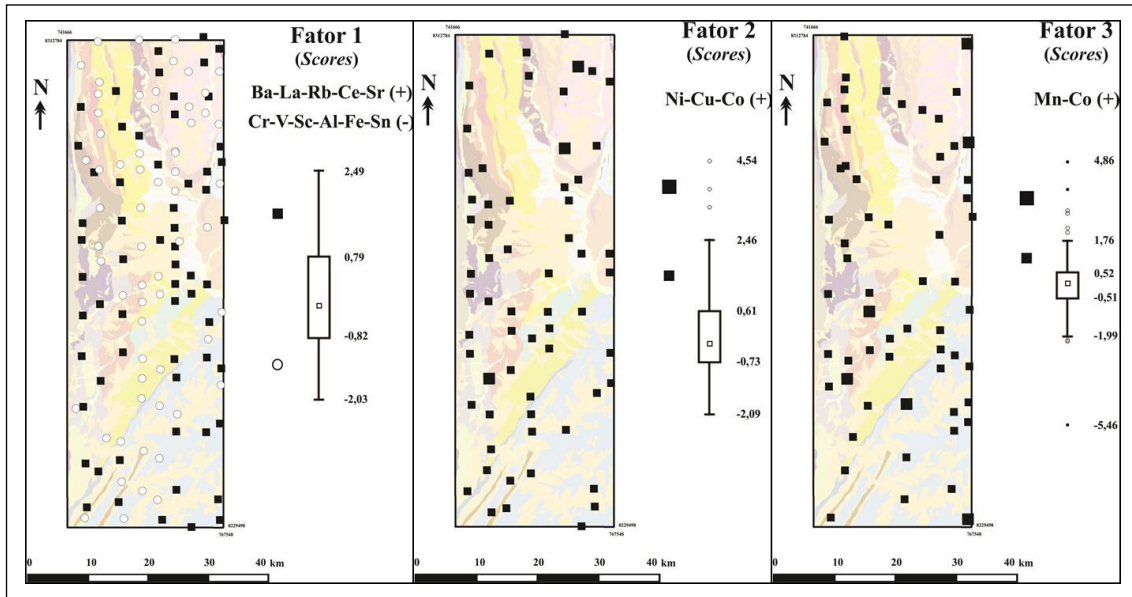 741666
8312784
Fator 1
(Scores)
N
Ba-La-Rb-Ce-Sr (+)
Cr-V-Sc-Al-Fe-Sn (-)
2,49
0,79
-0,82
-2,03
8229498
767548
0 10 20 30 40 km
741666
8312784
Fator 2
(Scores)
N
Ni-Cu-Co (+)
4,54
2,46
0,61
-0,73
-2,09
8229498
767548
0 10 20 30 40 km
741666
8312784
Fator 3
(Scores)
N
Mn-Co (+)
4,86
1,76
0,52
-0,51
-1,99
-5,46
8229498
767548
0 10 20 30 40 km